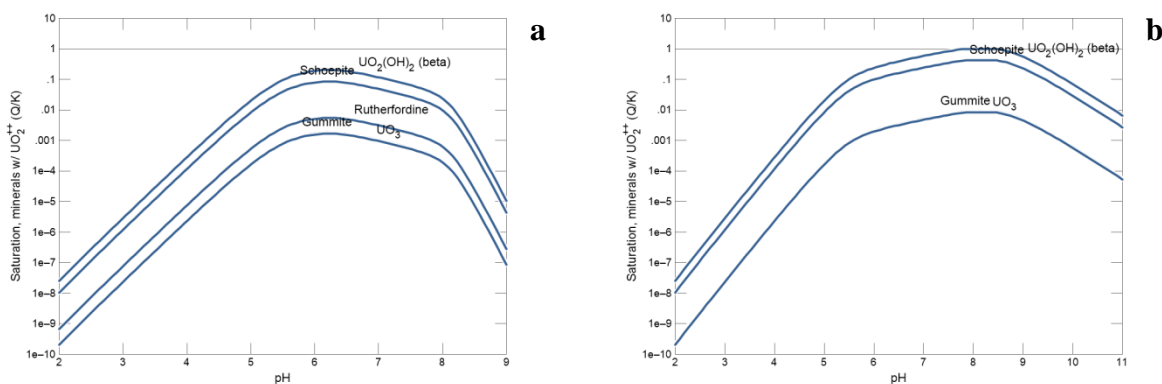 a
10
1
.1
.01
.001
1e–4
1e–5
1e–6
1e–7
1e–8
1e–9
1e–10
Saturation, minerals w/ UO₂⁺⁺ (Q/K)
Schoepite
UO₂(OH)₂ (beta)
Rutherfordine
Gummite
UO₃
2 3 4 5 6 7 8 9
pH
b
10
1
.1
.01
.001
1e–4
1e–5
1e–6
1e–7
1e–8
1e–9
1e–10
Saturation, minerals w/ UO₂⁺⁺ (Q/K)
Schoepite UO₂(OH)₂ (beta)
Gummite UO₃
2 3 4 5 6 7 8 9 10 11
pH